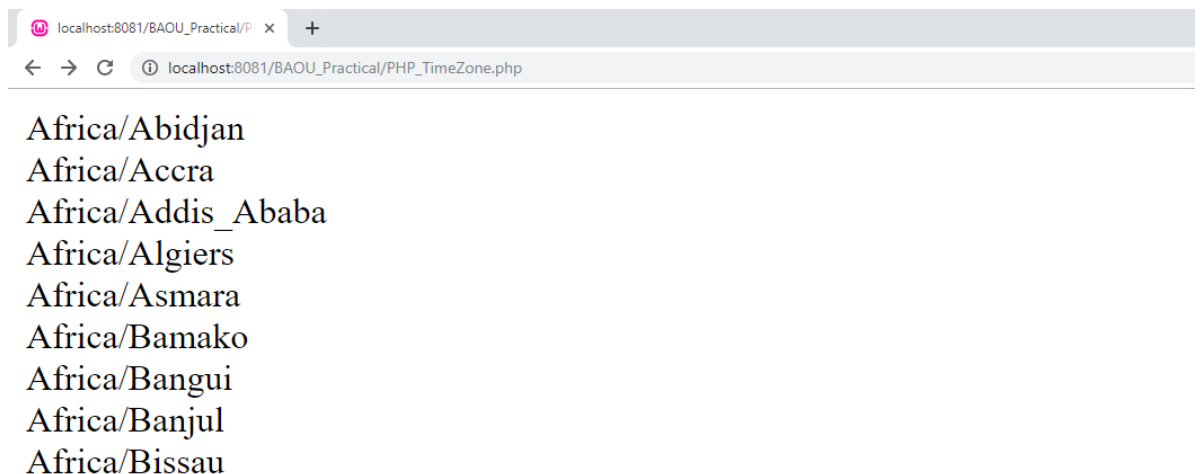 localhost:8081/BAOU_Practical/P
localhost:8081/BAOU_Practical/PHP_TimeZone.php
Africa/Abidjan
Africa/Accra
Africa/Addis_Ababa
Africa/Algiers
Africa/Asmara
Africa/Bamako
Africa/Bangui
Africa/Banjul
Africa/Bissau